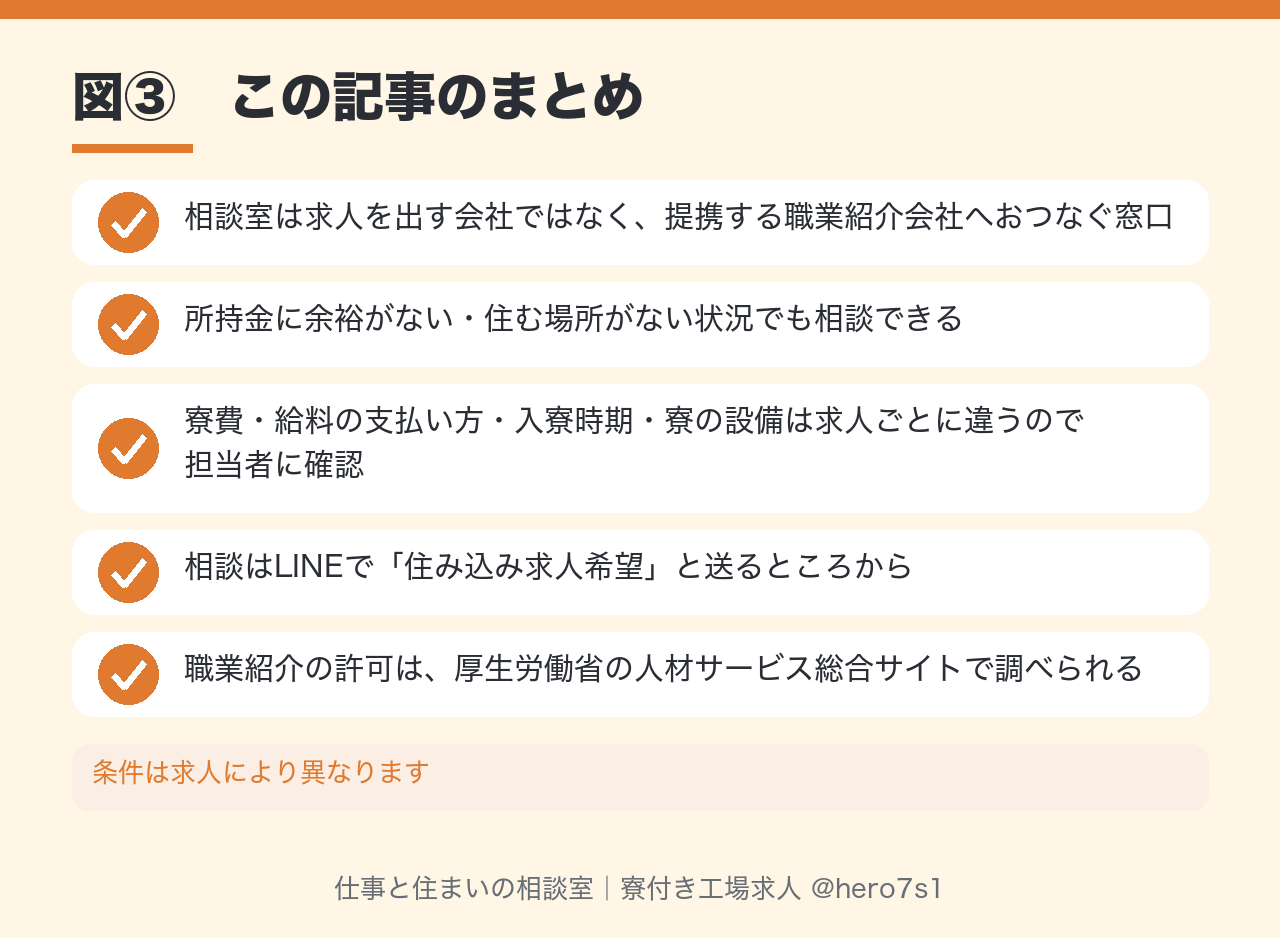 図③　この記事のまとめ
相談室は求人を出す会社ではなく、提携する職業紹介会社へおつなぐ窓口
所持金に余裕がない・住む場所がない状況でも相談できる
寮費・給料の支払い方・入寮時期・寮の設備は求人ごとに違うので
担当者に確認
相談はLINEで「住み込み求人希望」と送るところから
職業紹介の許可は、厚生労働省の人材サービス総合サイトで調べられる
条件は求人により異なります
仕事と住まいの相談室｜寮付き工場求人 @hero7s1